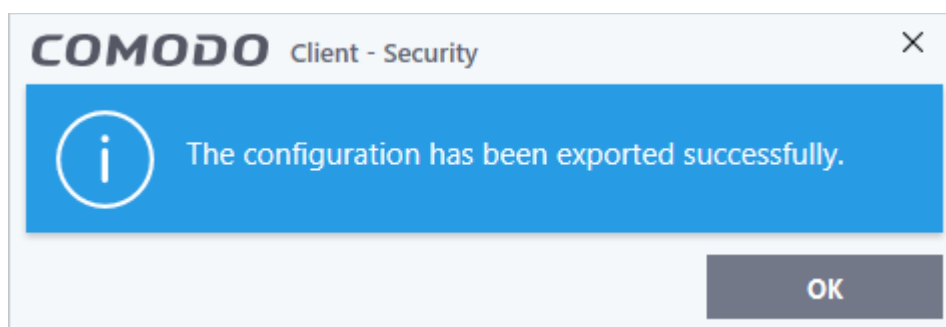 COMODO Client - Security
The configuration has been exported successfully.
OK